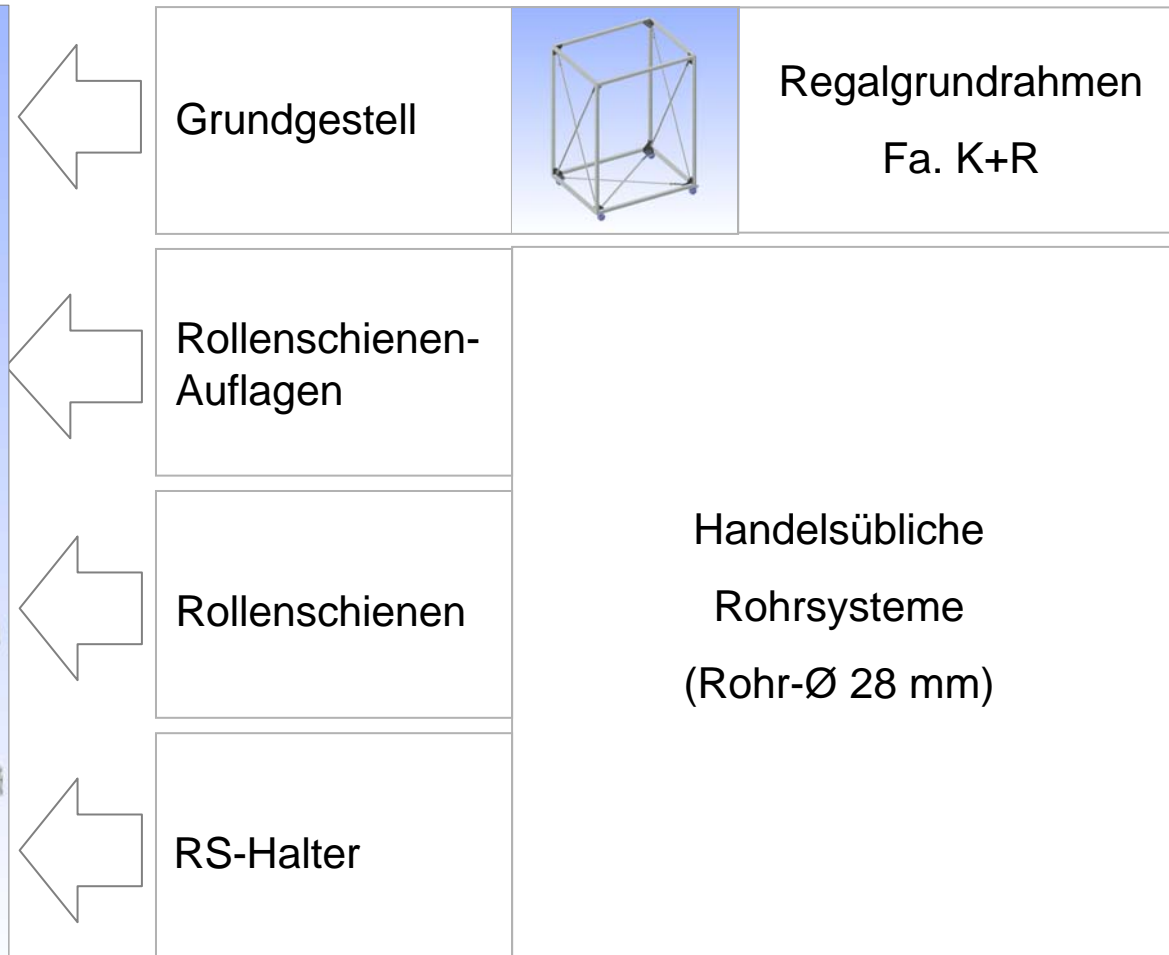 Grundgestell
Regalgrundrahmen
Fa. K+R
Rollenschienen-
Auflagen
Rollenschienen
Handelsübliche
Rohrsysteme
(Rohr-Ø 28 mm)
RS-Halter